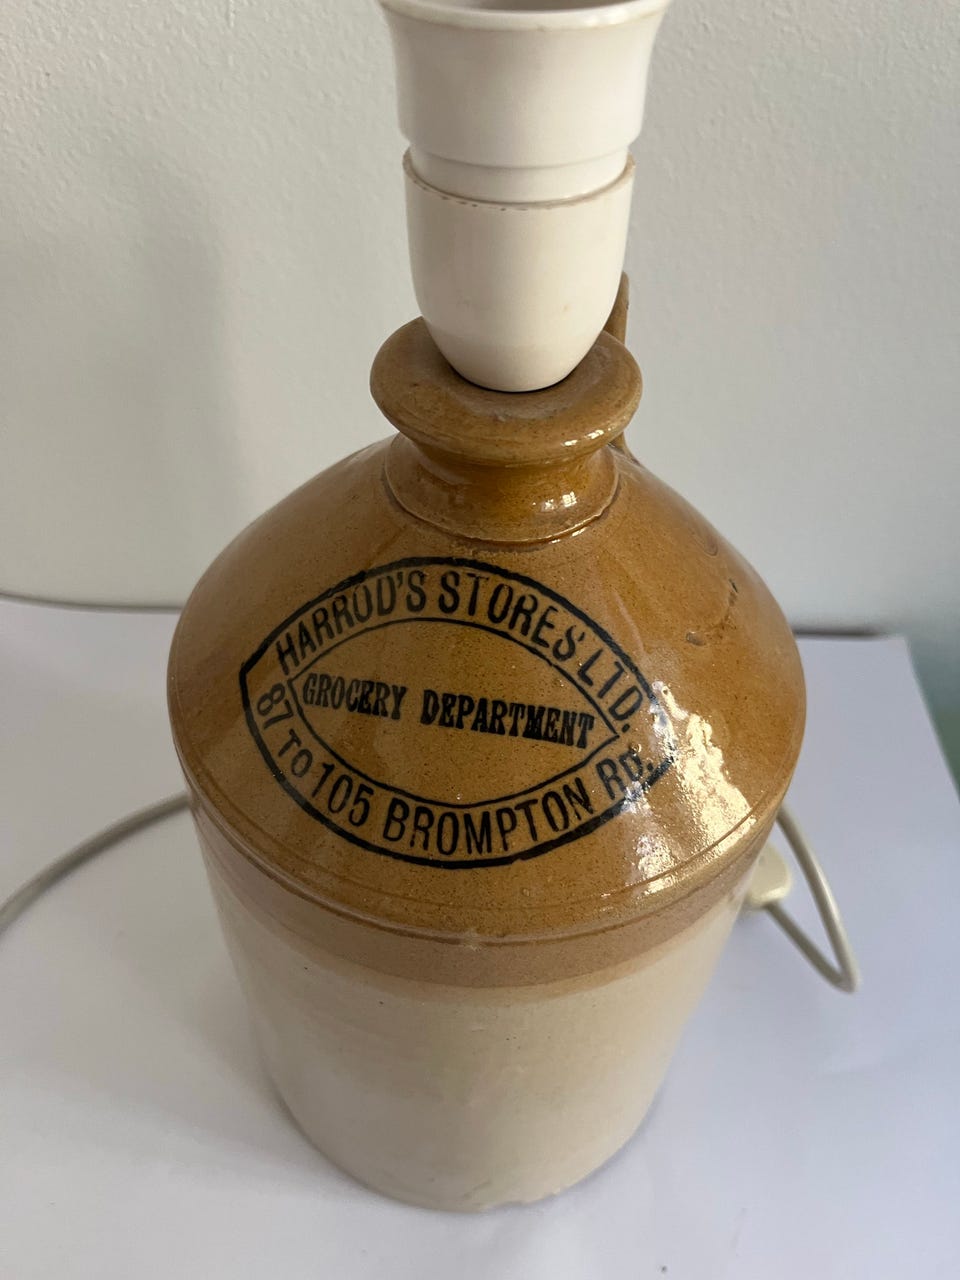 HARROD'S STORES LTD.
GROCERY DEPARTMENT
87 TO 105 BROMPTON RD.